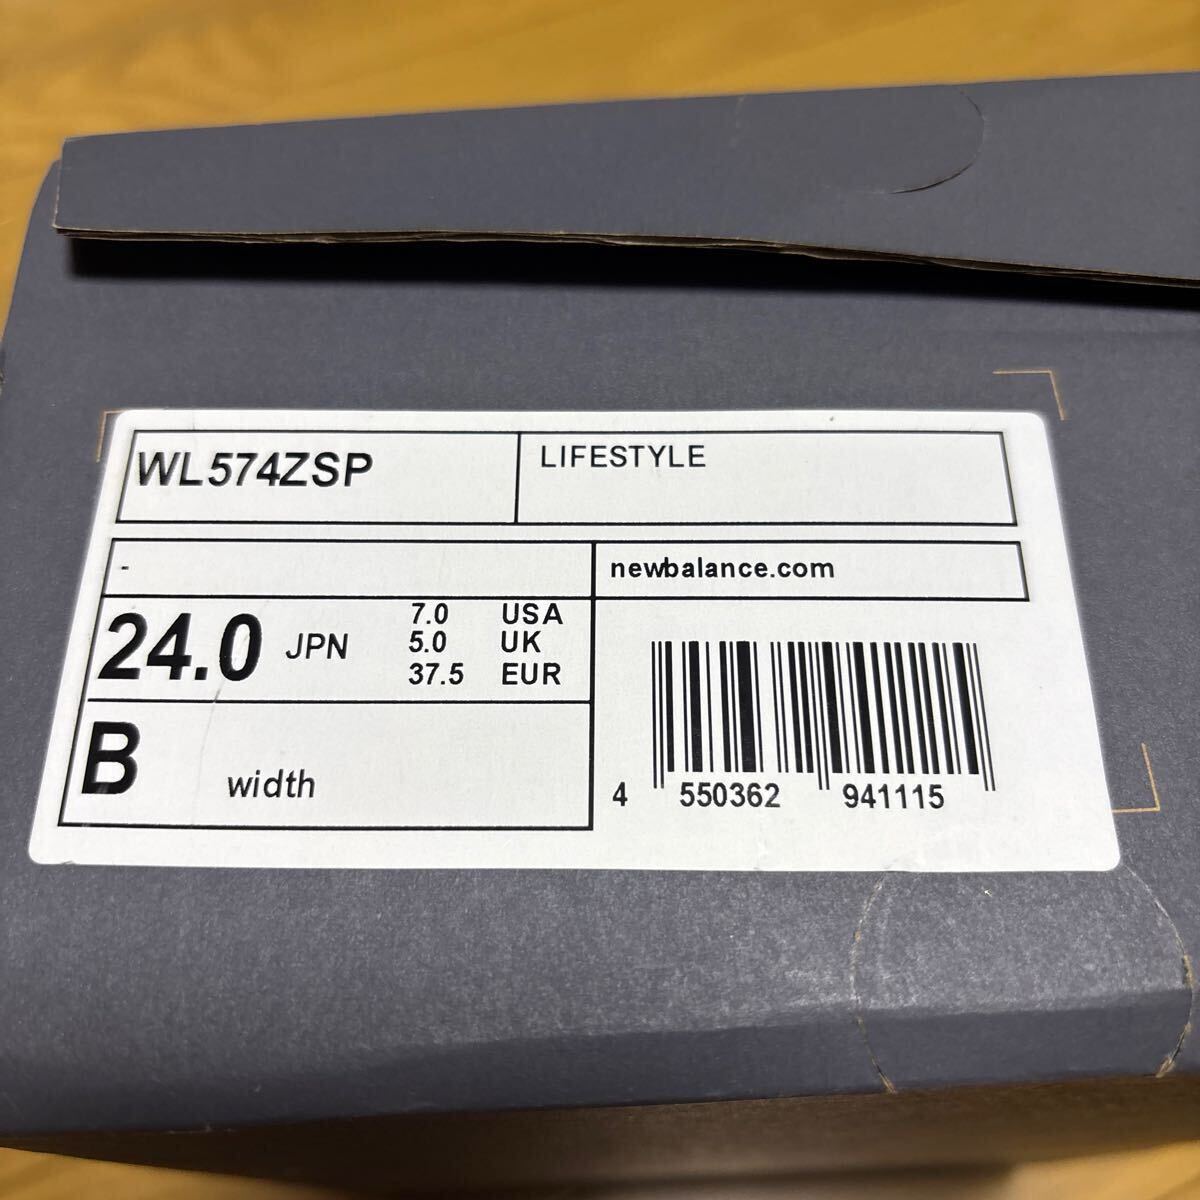 WL574ZSP
LIFESTYLE
-
newbalance.com
24.0 JPN
7.0 USA
5.0 UK
37.5 EUR
B width
4 550362 941115